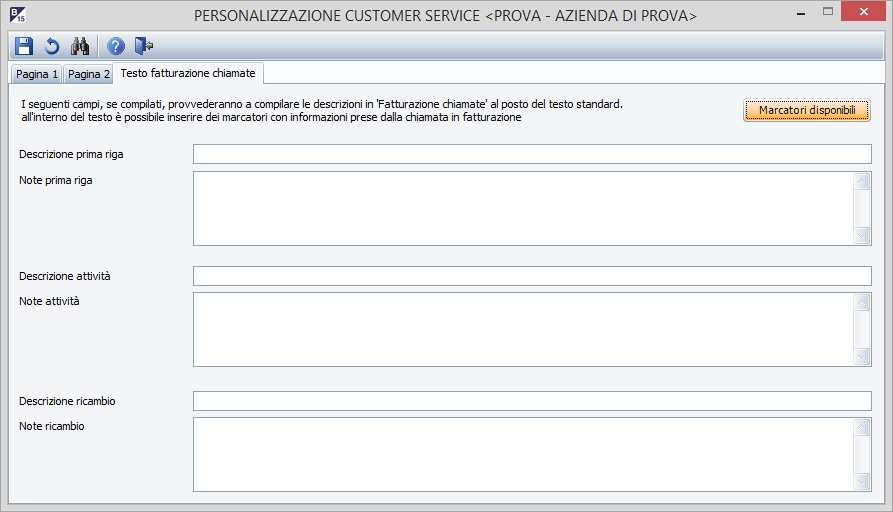 B 15
PERSONALIZZAZIONE CUSTOMER SERVICE <PROVA - AZIENDA DI PROVA>
Pagina 1 Pagina 2 Testo fatturazione chiamate
I seguenti campi, se compilati, provvederanno a compilare le descrizioni in 'Fatturazione chiamate' al posto del testo standard.
all'interno del testo è possibile inserire dei marcatori con informazioni prese dalla chiamata in fatturazione
Marcatori disponibili
Descrizione prima riga
Note prima riga
Descrizione attività
Note attività
Descrizione ricambio
Note ricambio